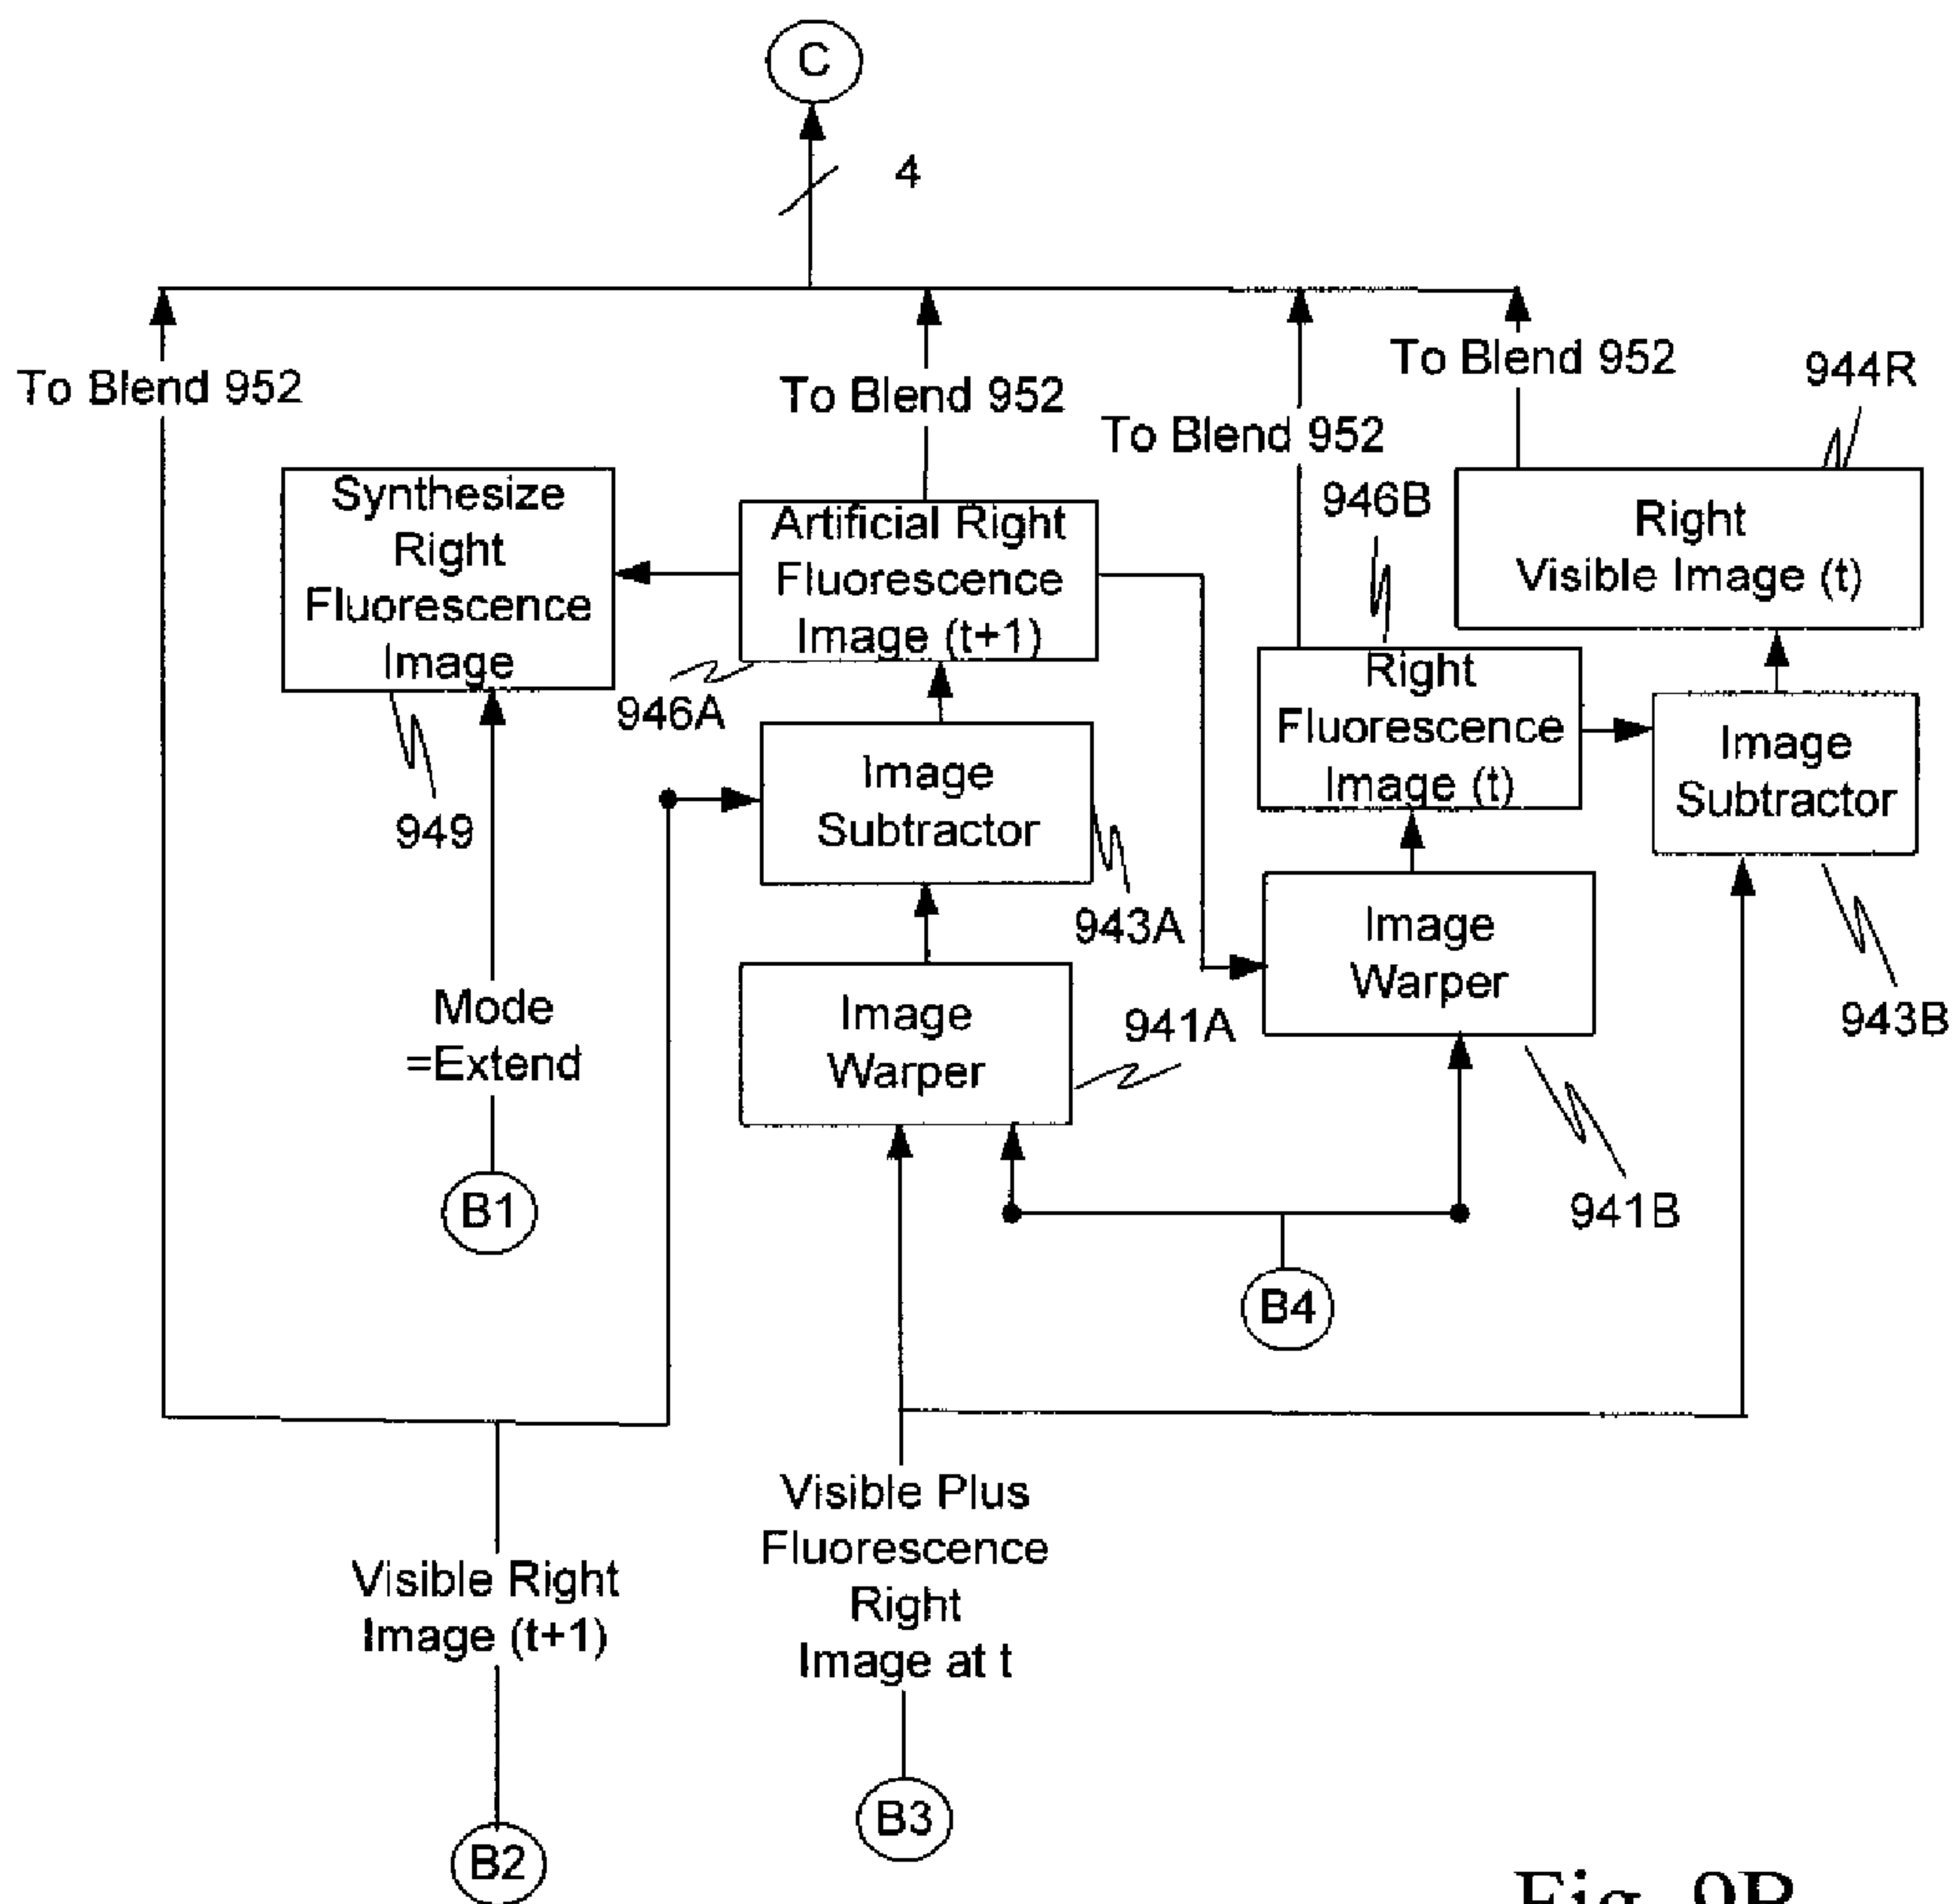 C
4
To Blend 952
To Blend 952
To Blend 952
To Blend 952
944R
Synthesize
Right
Fluorescence
Image
949
Artificial Right
Fluorescence
Image (t+1)
946A
946B
Right
Visible Image (t)
Right
Fluorescence
Image (t)
Image
Subtractor
943A
Image
Subtractor
943B
Image
Warper
941A
Image
Warper
941B
Mode
=Extend
B1
B4
Visible Right
Image (t+1)
B2
Visible Plus
Fluorescence
Right
Image at t
B3
Fig. 9B